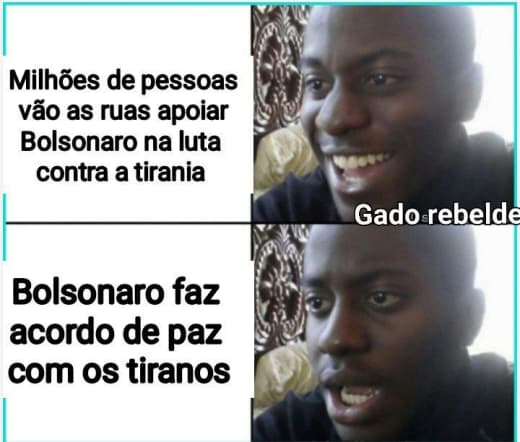 Milhões de pessoas
vão as ruas apoiar
Bolsonaro na luta
contra a tirania
Gado rebelde
Bolsonaro faz
acordo de paz
com os tiranos